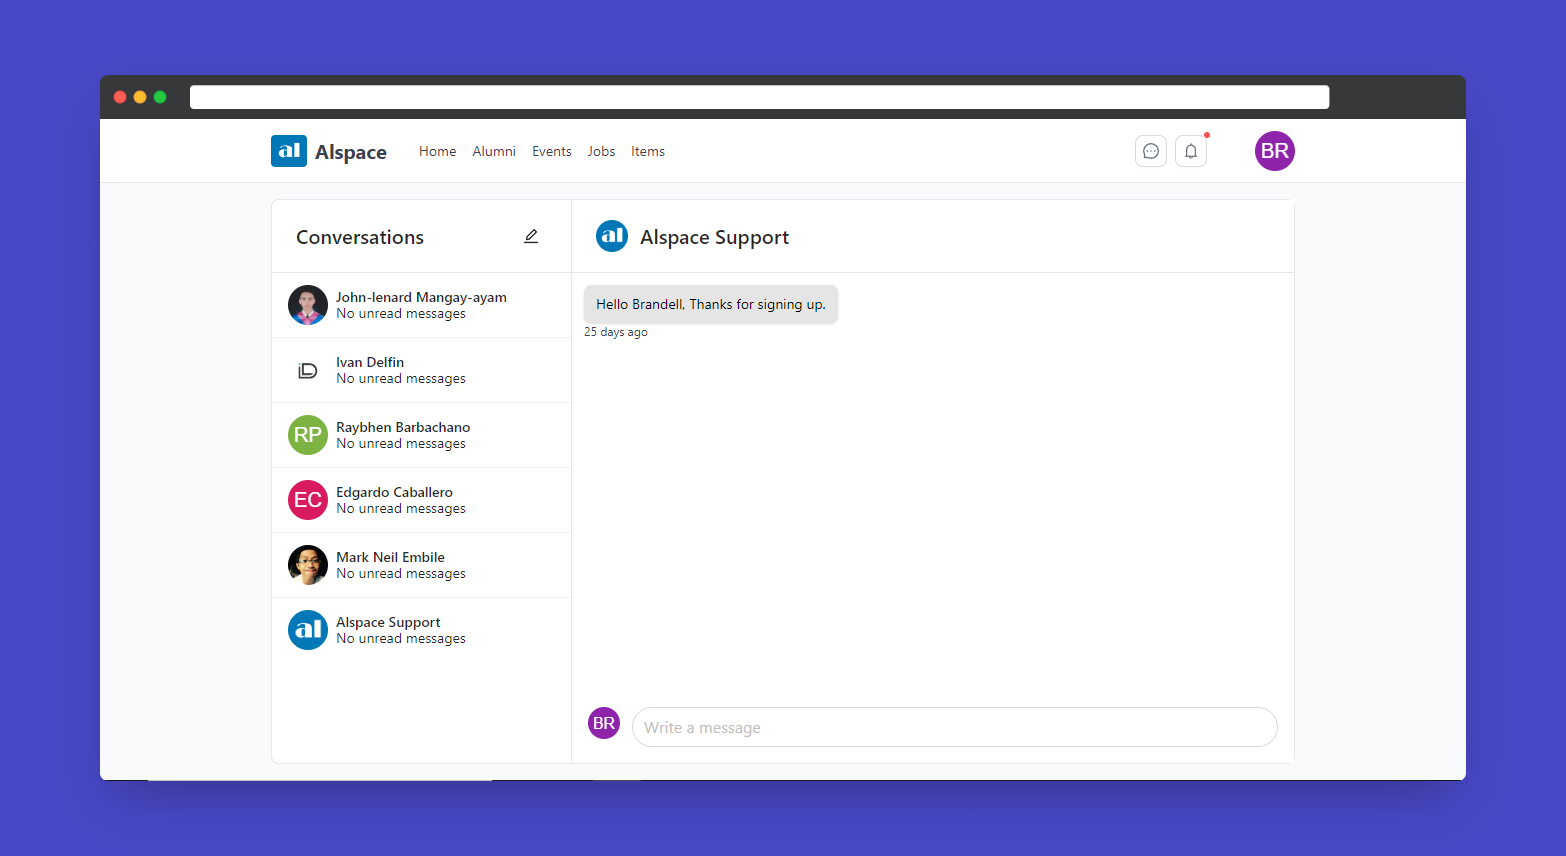 al Alspace Home Alumni Events Jobs Items BR
Conversations
John-lenard Mangay-ayam
No unread messages
Ivan Delfin
No unread messages
RP
Raybhen Barbachano
No unread messages
EC
Edgardo Caballero
No unread messages
Mark Neil Embile
No unread messages
al
Alspace Support
No unread messages
al Alspace Support
Hello Brandell, Thanks for signing up.
25 days ago
BR Write a message